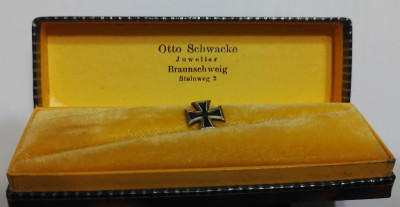 Otto Schwacke
Juwelier
Braunschweig
Steinweg 3